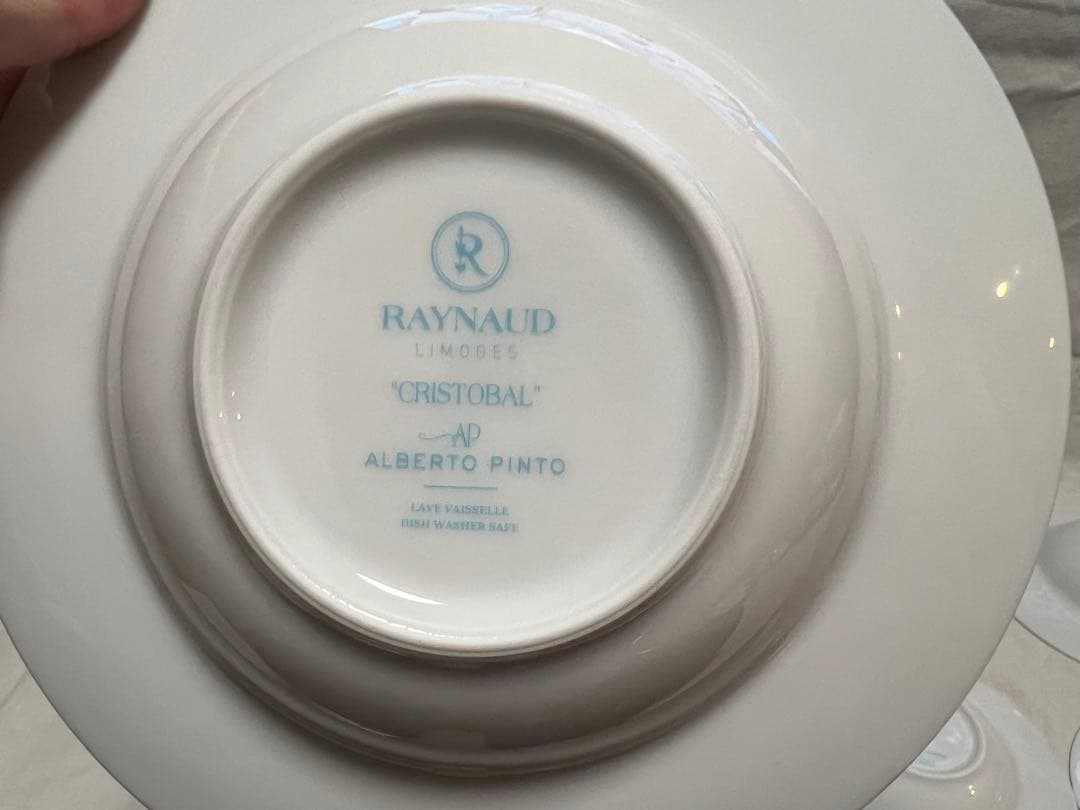 R
RAYNAUD
LIMOGES
"CRISTOBAL"
AP
ALBERTO PINTO
LAVE VAISSELLE
DISH WASHER SAFE